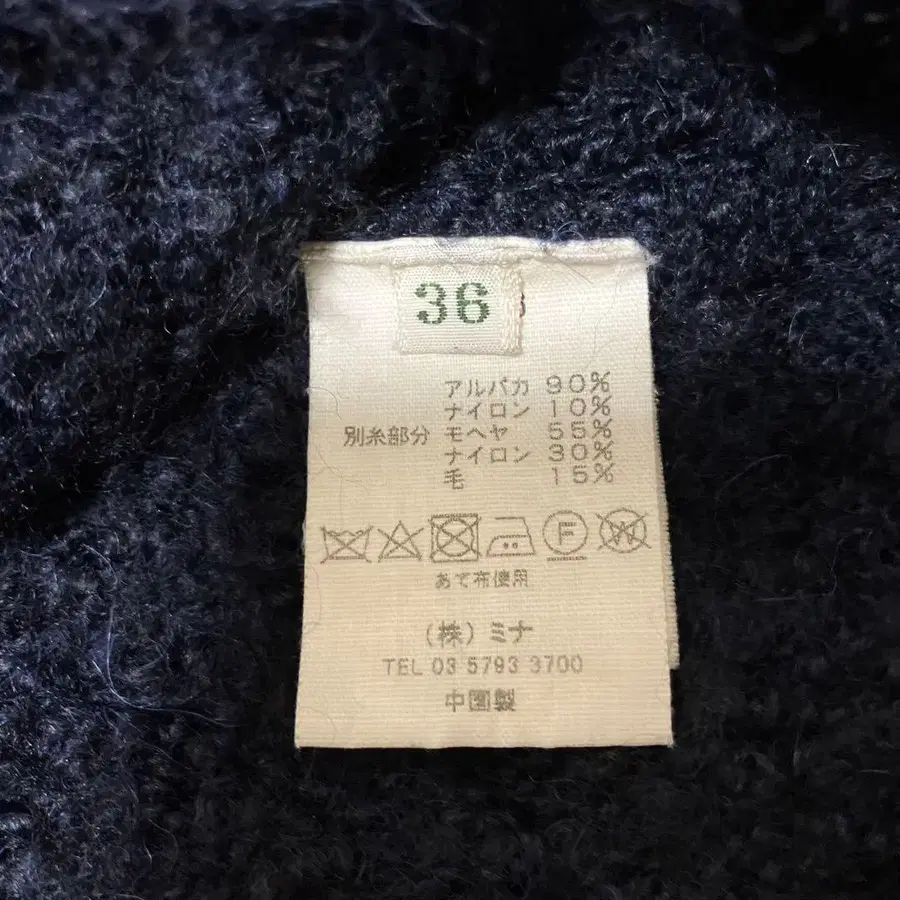 36
アルパカ 90%
ナイロン 10%
別糸部分 モヘヤ 55%
ナイロン 30%
毛 15%
F W
あて布使用
(株)ミナ
TEL 03 5793 3700
中国製